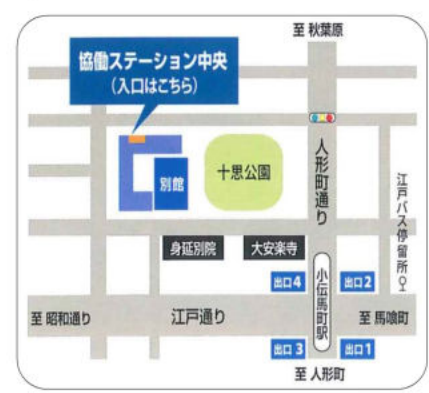 至 秋葉原
協働ステーション中央
(入口はこちら)
人形町通り
別館
十思公園
江戸バス停留所
身延別院
大安楽寺
出口4
小伝馬町駅
出口2
至 昭和通り
江戸通り
至 馬喰町
出口3
出口1
至 人形町